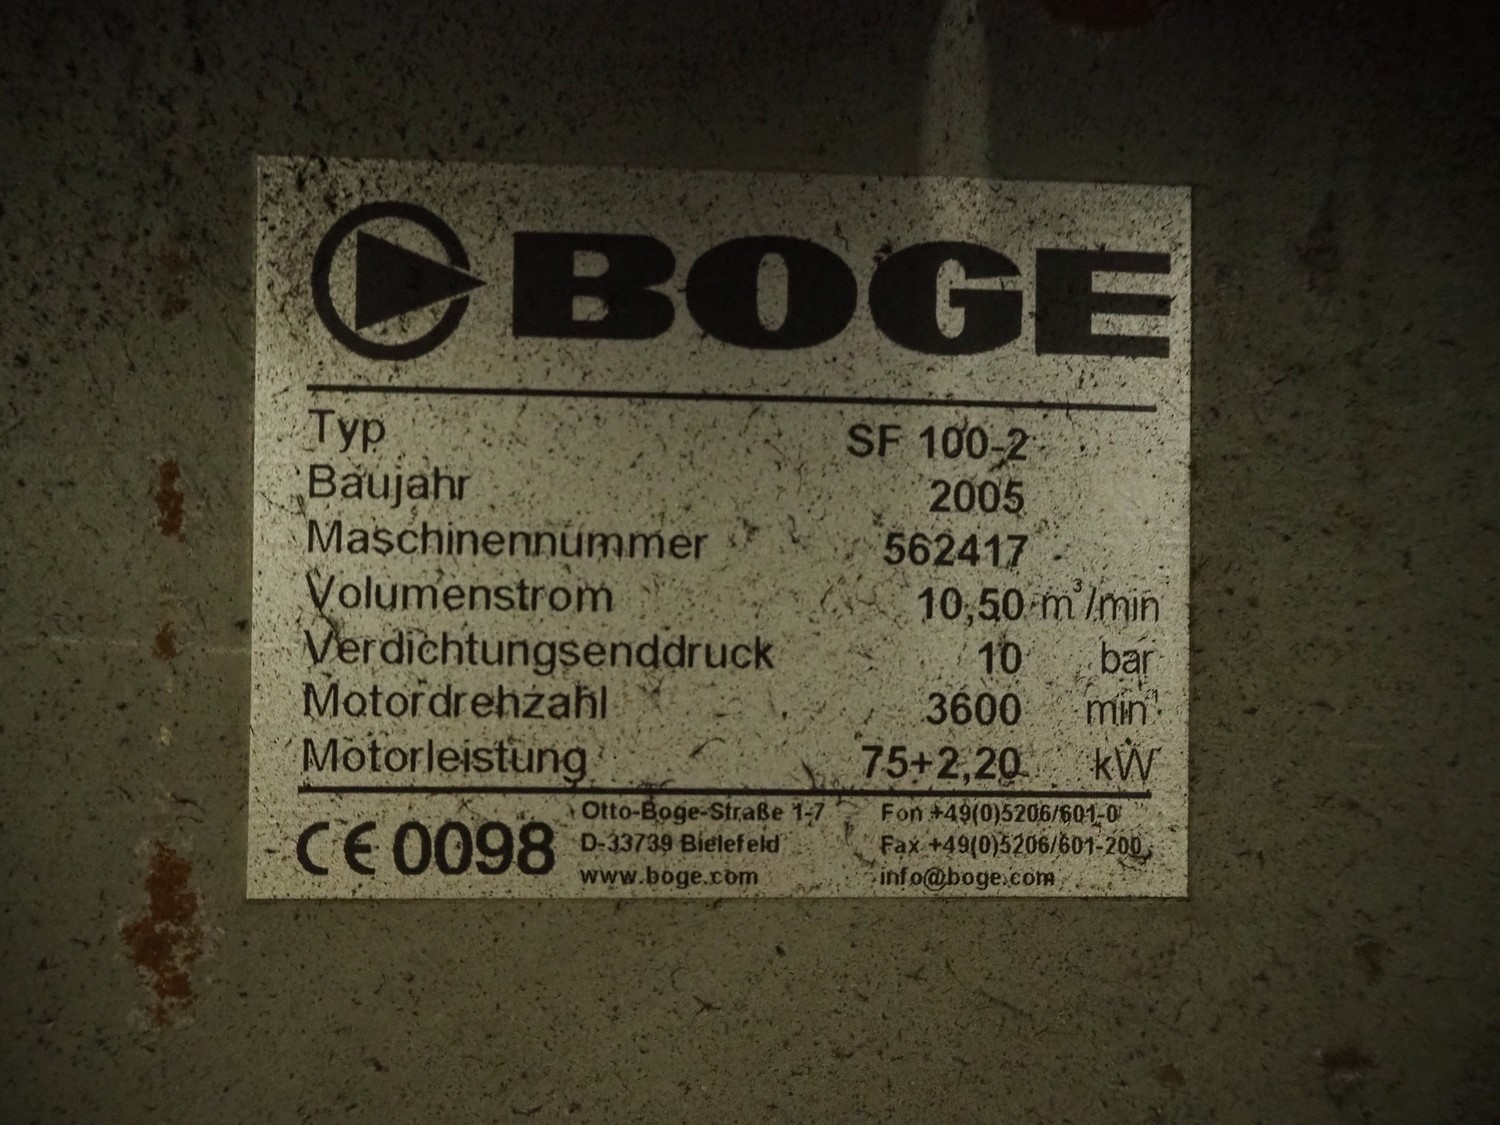 BOGE
Typ SF 100-2
Baujahr 2005
Maschinennummer 562417
Volumenstrom 10,50 m³/min
Verdichtungsenddruck 10 bar
Motordrehzahl 3600 min⁻¹
Motorleistung 75+2,20 kW
CE 0098
Otto-Boge-Straße 1-7
D-33739 Bielefeld
www.boge.com
Fon +49(0)5206/601-0
Fax +49(0)5206/601-200
info@boge.com